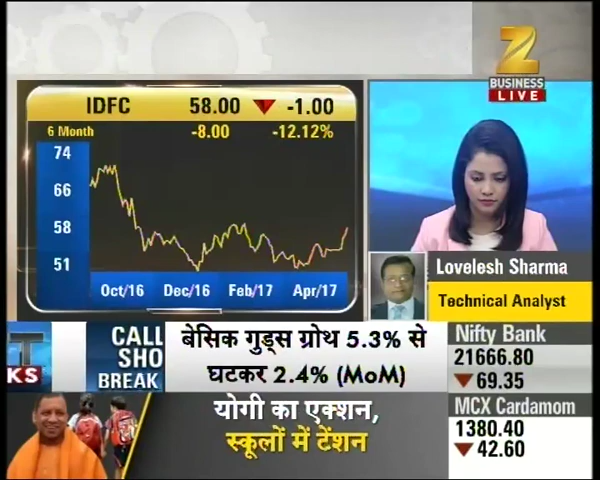 Z
BUSINESS
LIVE
IDFC 58.00 -1.00
6 Month -8.00 -12.12%
74
66
58
51
Oct/16 Dec/16 Feb/17 Apr/17
Lovelesh Sharma
Technical Analyst
CALL
SHO
BREAK
KS
बेसिक गुड्स ग्रोथ 5.3% से
घटकर 2.4% (MoM)
Nifty Bank
21666.80
69.35
योगी का एक्शन,
स्कूलों में टेंशन
MCX Cardamom
1380.40
42.60